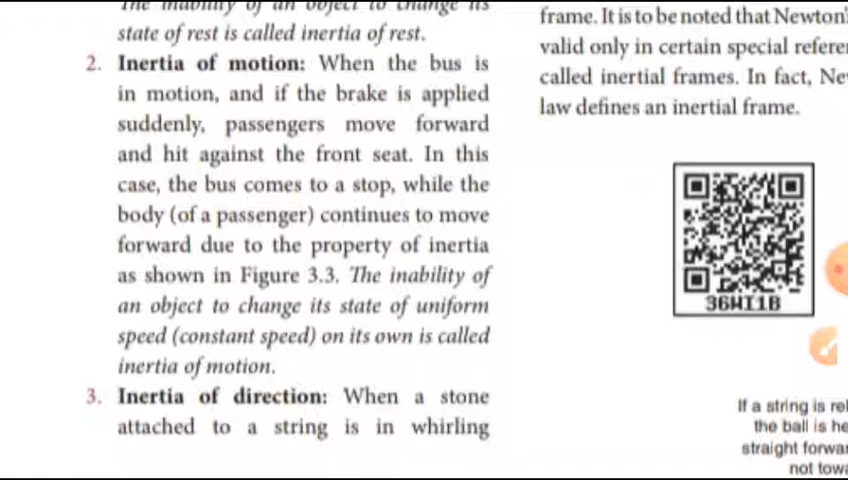 The inability of an object to change its
state of rest is called inertia of rest.
2. Inertia of motion: When the bus is
in motion, and if the brake is applied
suddenly, passengers move forward
and hit against the front seat. In this
case, the bus comes to a stop, while the
body (of a passenger) continues to move
forward due to the property of inertia
as shown in Figure 3.3. The inability of
an object to change its state of uniform
speed (constant speed) on its own is called
inertia of motion.
3. Inertia of direction: When a stone
attached to a string is in whirling
frame. It is to be noted that Newton's
valid only in certain special refere
called inertial frames. In fact, Ne
law defines an inertial frame.
36WI1B
If a string is rel
the ball is he
straight forwar
not towa